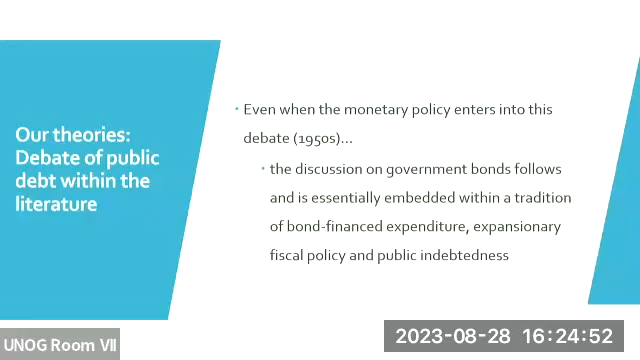 Our theories:
Debate of public
debt within the
literature
• Even when the monetary policy enters into this
debate (1950s)...
• the discussion on government bonds follows
and is essentially embedded within a tradition
of bond-financed expenditure, expansionary
fiscal policy and public indebtedness
UNOG Room VII
2023-08-28 16:24:52